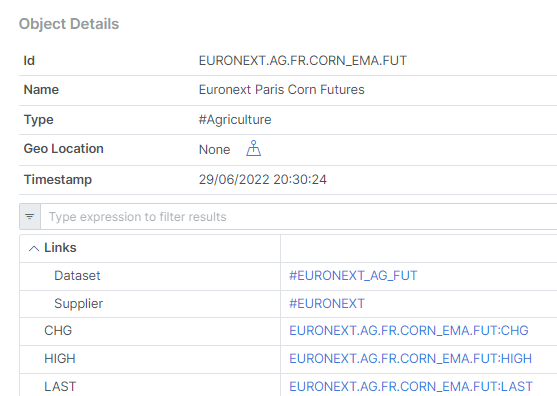 Object Details
Id EURONEXT.AG.FR.CORN_EMA.FUT
Name Euronext Paris Corn Futures
Type #Agriculture
Geo Location None
Timestamp 29/06/2022 20:30:24
Type expression to filter results
Links
Dataset #EURONEXT_AG_FUT
Supplier #EURONEXT
CHG EURONEXT.AG.FR.CORN_EMA.FUT:CHG
HIGH EURONEXT.AG.FR.CORN_EMA.FUT:HIGH
LAST EURONEXT.AG.FR.CORN_EMA.FUT:LAST